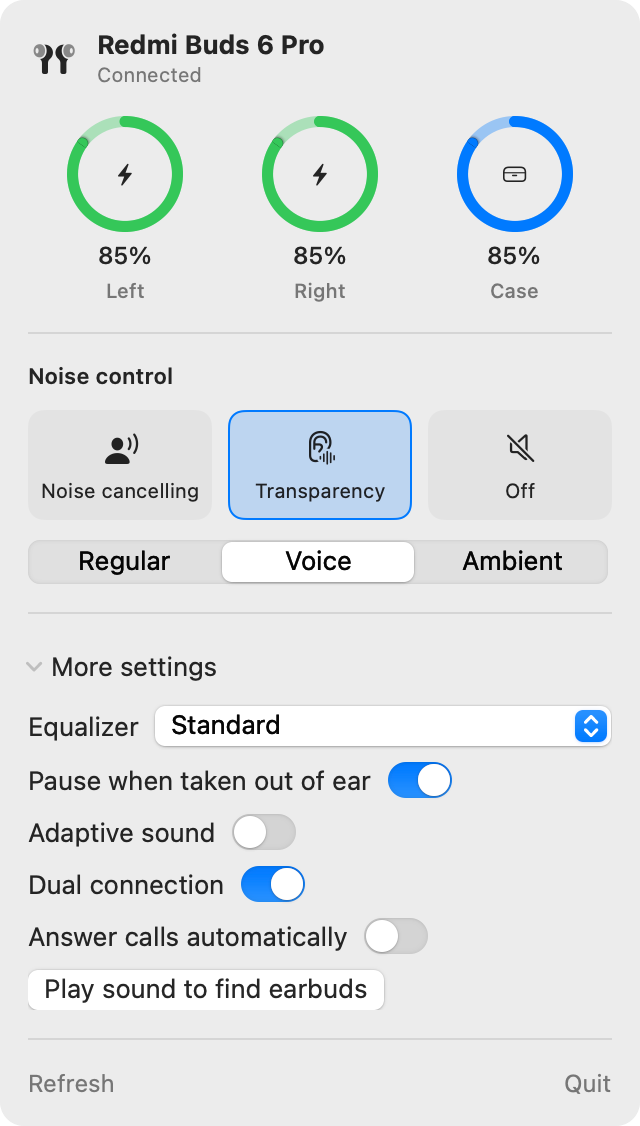 Redmi Buds 6 Pro
Connected
85% 85% 85%
Left Right Case
Noise control
Noise cancelling Transparency Off
Regular Voice Ambient
More settings
Equalizer Standard
Pause when taken out of ear
Adaptive sound
Dual connection
Answer calls automatically
Play sound to find earbuds
Refresh Quit